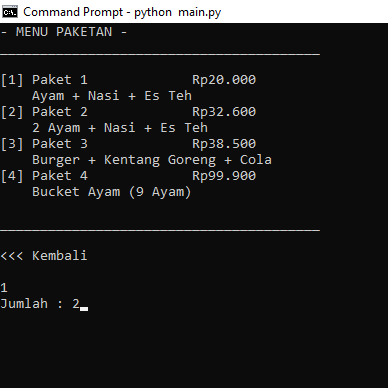 Command Prompt - python  main.py
- MENU PAKETAN -
________________________________________
[1] Paket 1             Rp20.000
    Ayam + Nasi + Es Teh
[2] Paket 2             Rp32.600
    2 Ayam + Nasi + Es Teh
[3] Paket 3             Rp38.500
    Burger + Kentang Goreng + Cola
[4] Paket 4             Rp99.900
    Bucket Ayam (9 Ayam)
________________________________________
<<< Kembali
1
Jumlah : 2